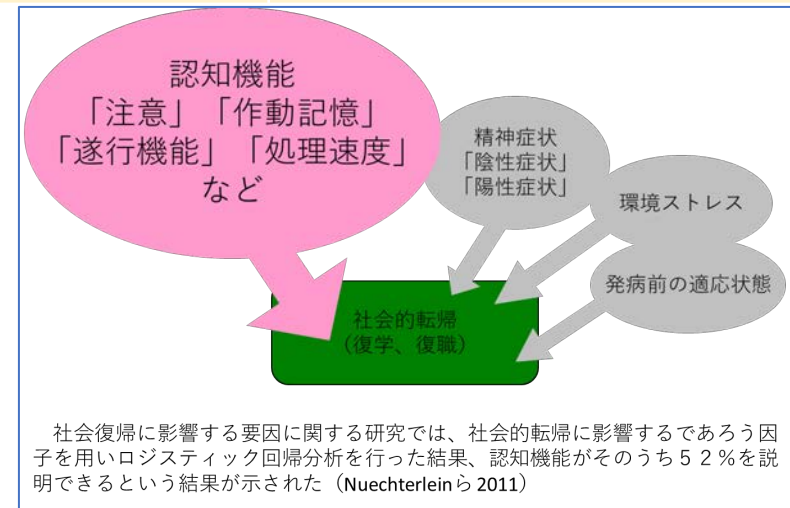 認知機能
「注意」「作動記憶」
「遂行機能」「処理速度」
など
精神症状
「陰性症状」
「陽性症状」
環境ストレス
発病前の適応状態
社会的転帰
（復学、復職）
社会復帰に影響する要因に関する研究では、社会的転帰に影響するであろう因
子を用いロジスティック回帰分析を行った結果、認知機能がそのうち５２％を説
明できるという結果が示された（Nuechterleinら 2011）